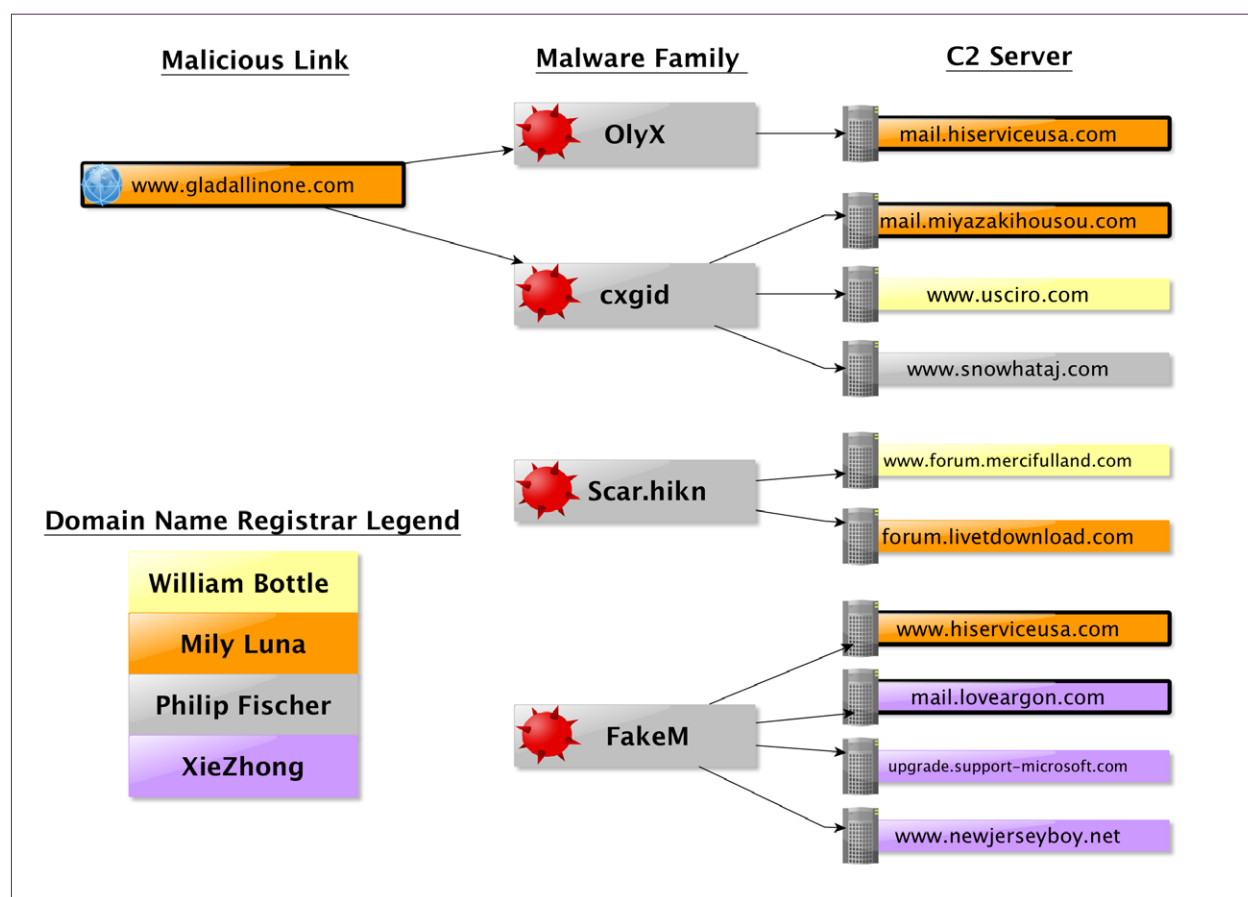 Malicious Link
Malware Family
C2 Server
www.gladallinone.com
OlyX
mail.hiserviceusa.com
cxgid
mail.miyazakihousou.com
www.usciro.com
www.snowhataj.com
Scar.hikn
www.forum.mercifulland.com
forum.livetdownload.com
FakeM
www.hiserviceusa.com
mail.loveargon.com
upgrade.support-microsoft.com
www.newjerseyboy.net
Domain Name Registrar Legend
William Bottle
Mily Luna
Philip Fischer
XieZhong